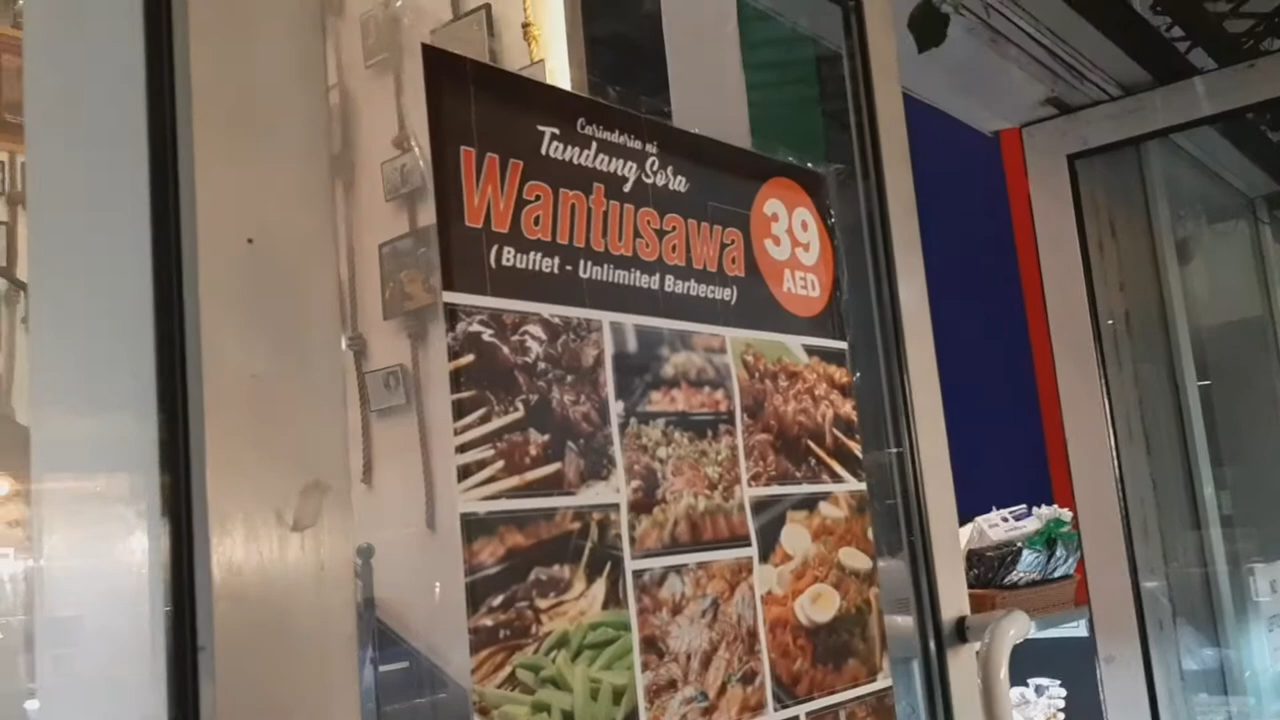 Carinderia ni
Tandang Sora
Wantusawa
(Buffet - Unlimited Barbecue)
39
AED